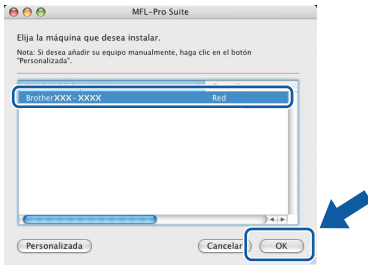 MFL-Pro Suite
Elija la máquina que desea instalar.
Nota: Si desea añadir su equipo manualmente, haga clic en el botón
"Personalizada".
BrotherXXX-XXXX Red
Personalizada Cancelar OK